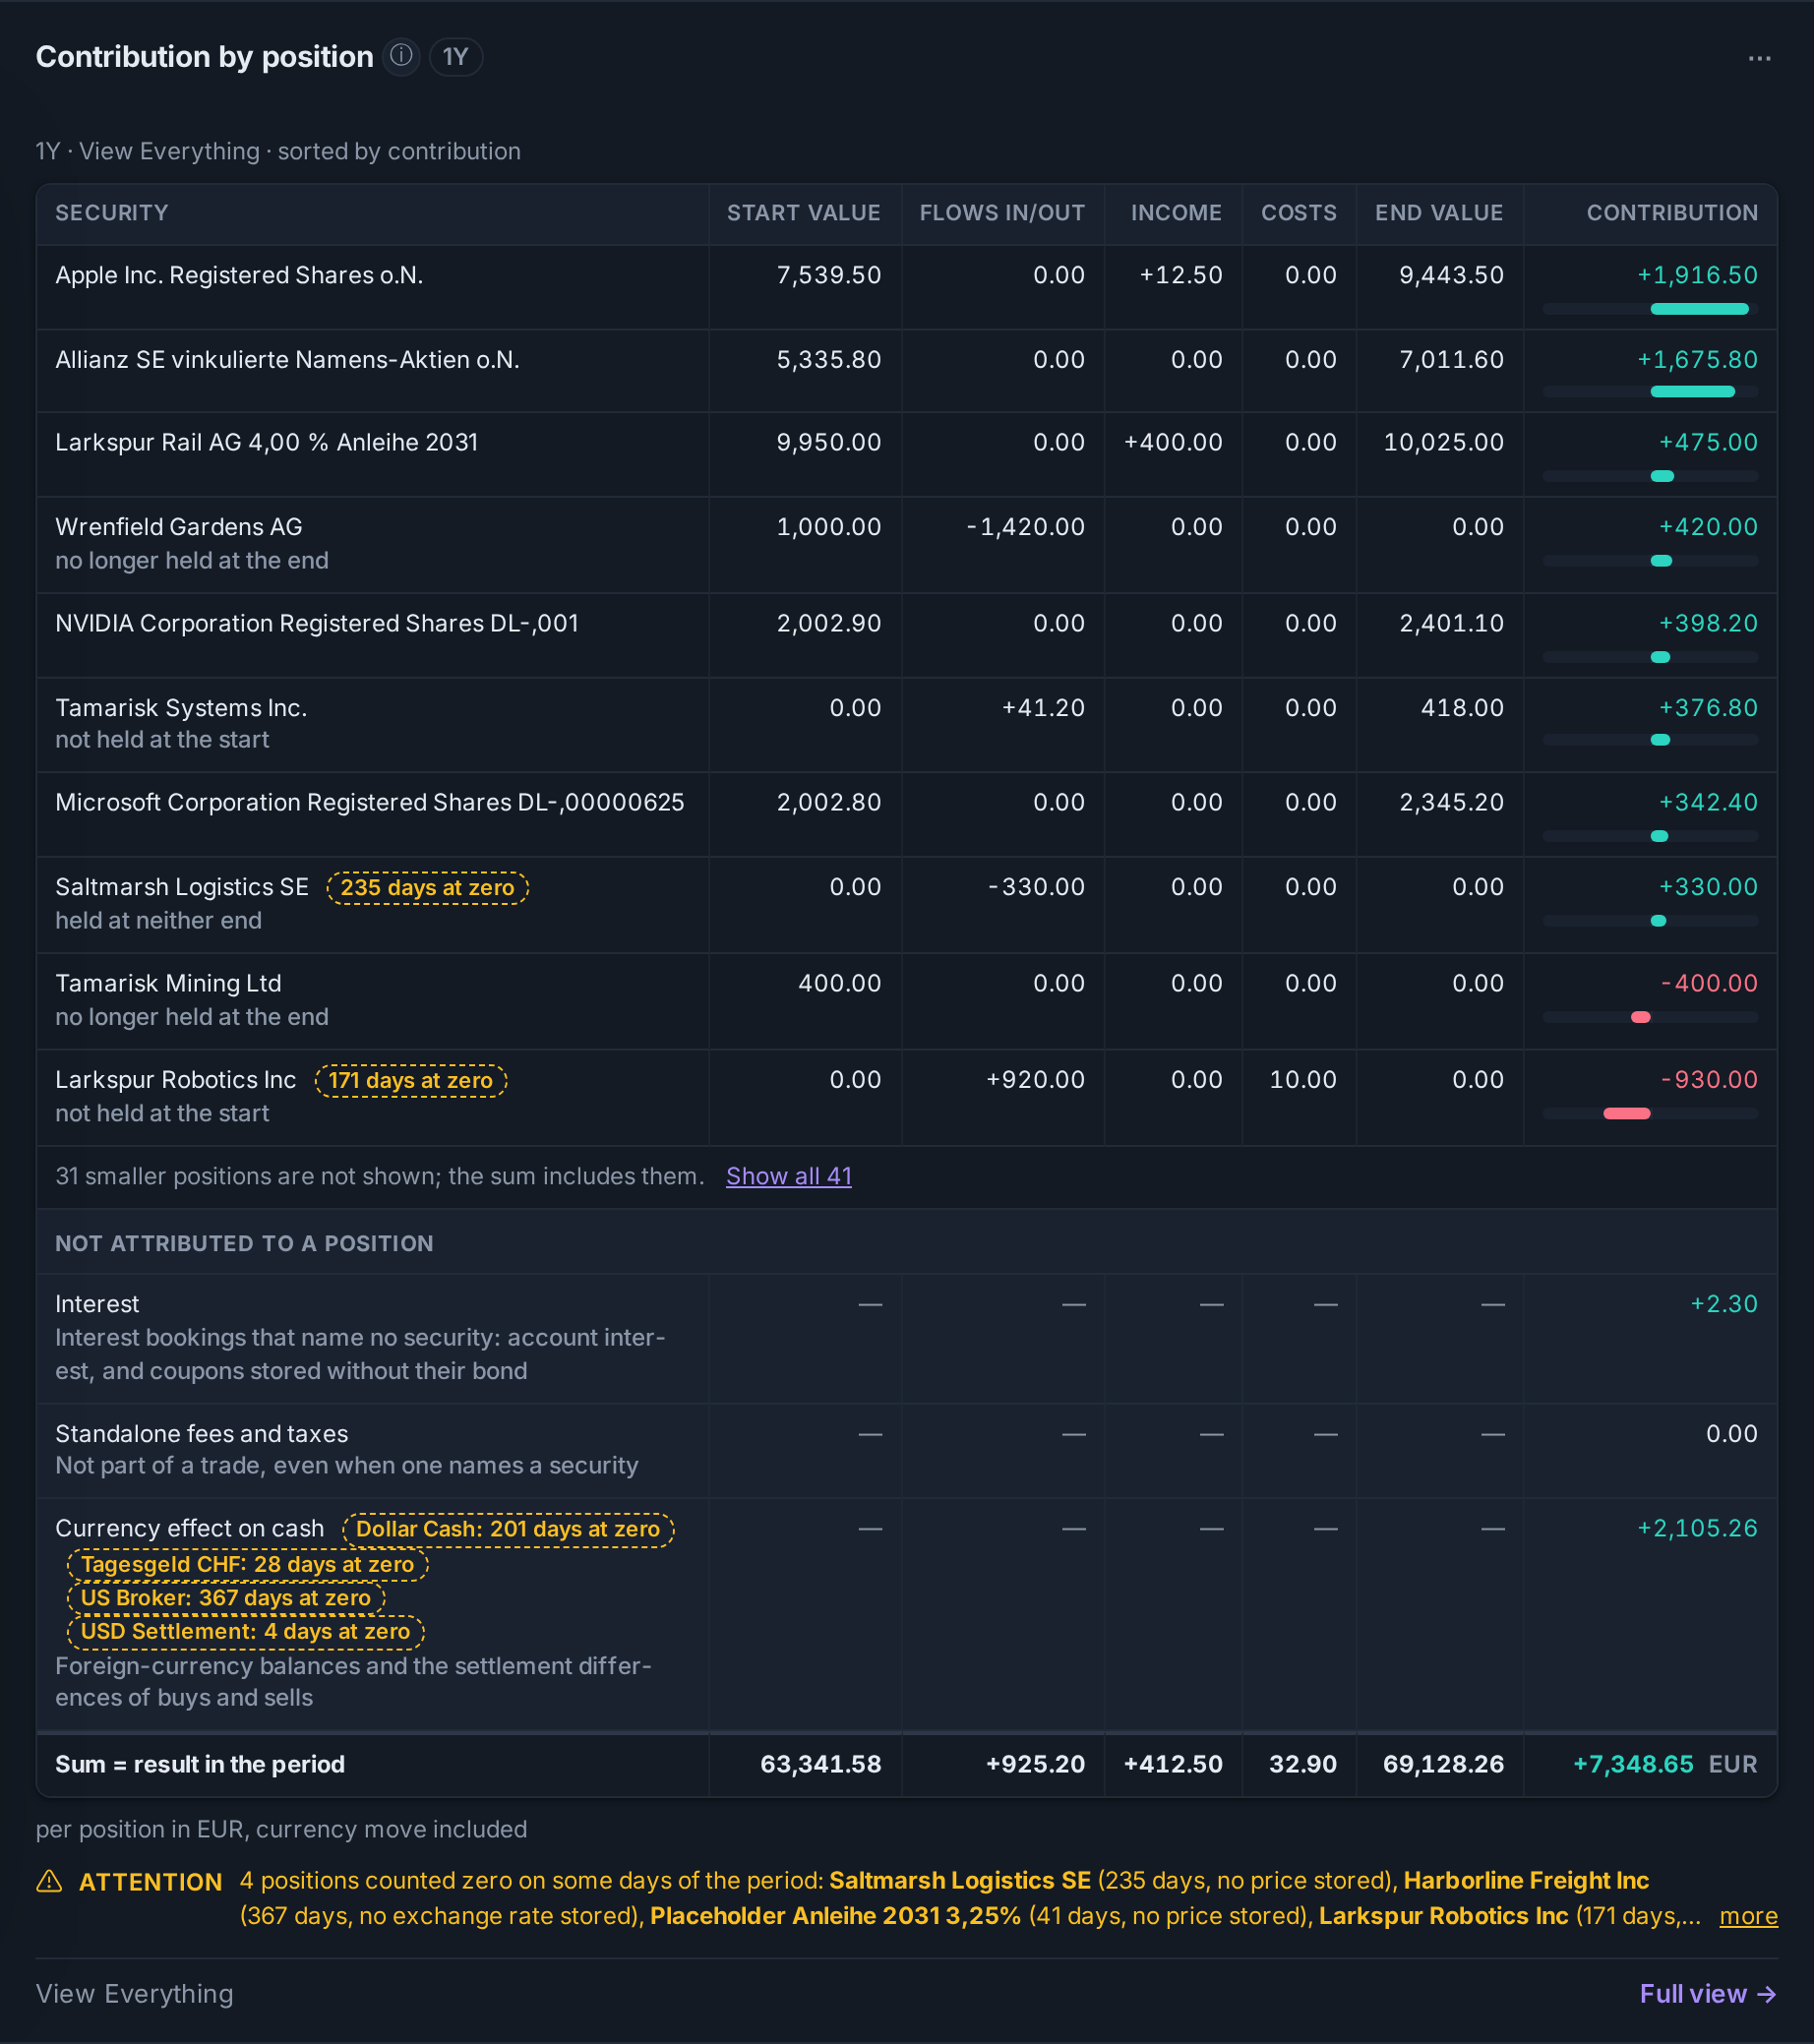 Contribution by position ⓘ 1Y ...
1Y · View Everything · sorted by contribution
SECURITY START VALUE FLOWS IN/OUT INCOME COSTS END VALUE CONTRIBUTION
Apple Inc. Registered Shares o.N. 7,539.50 0.00 +12.50 0.00 9,443.50 +1,916.50
Allianz SE vinkulierte Namens-Aktien o.N. 5,335.80 0.00 0.00 0.00 7,011.60 +1,675.80
Larkspur Rail AG 4,00 % Anleihe 2031 9,950.00 0.00 +400.00 0.00 10,025.00 +475.00
Wrenfield Gardens AG 1,000.00 -1,420.00 0.00 0.00 0.00 +420.00
no longer held at the end
NVIDIA Corporation Registered Shares DL-,001 2,002.90 0.00 0.00 0.00 2,401.10 +398.20
Tamarisk Systems Inc. 0.00 +41.20 0.00 0.00 418.00 +376.80
not held at the start
Microsoft Corporation Registered Shares DL-,00000625 2,002.80 0.00 0.00 0.00 2,345.20 +342.40
Saltmarsh Logistics SE 235 days at zero 0.00 -330.00 0.00 0.00 0.00 +330.00
held at neither end
Tamarisk Mining Ltd 400.00 0.00 0.00 0.00 0.00 -400.00
no longer held at the end
Larkspur Robotics Inc 171 days at zero 0.00 +920.00 0.00 10.00 0.00 -930.00
not held at the start
31 smaller positions are not shown; the sum includes them. Show all 41
NOT ATTRIBUTED TO A POSITION
Interest — — — — — +2.30
Interest bookings that name no security: account inter-
est, and coupons stored without their bond
Standalone fees and taxes — — — — — 0.00
Not part of a trade, even when one names a security
Currency effect on cash Dollar Cash: 201 days at zero — — — — — +2,105.26
Tagesgeld CHF: 28 days at zero
US Broker: 367 days at zero
USD Settlement: 4 days at zero
Foreign-currency balances and the settlement differ-
ences of buys and sells
Sum = result in the period 63,341.58 +925.20 +412.50 32.90 69,128.26 +7,348.65 EUR
per position in EUR, currency move included
ATTENTION 4 positions counted zero on some days of the period: Saltmarsh Logistics SE (235 days, no price stored), Harborline Freight Inc
(367 days, no exchange rate stored), Placeholder Anleihe 2031 3,25% (41 days, no price stored), Larkspur Robotics Inc (171 days,... more
View Everything Full view →